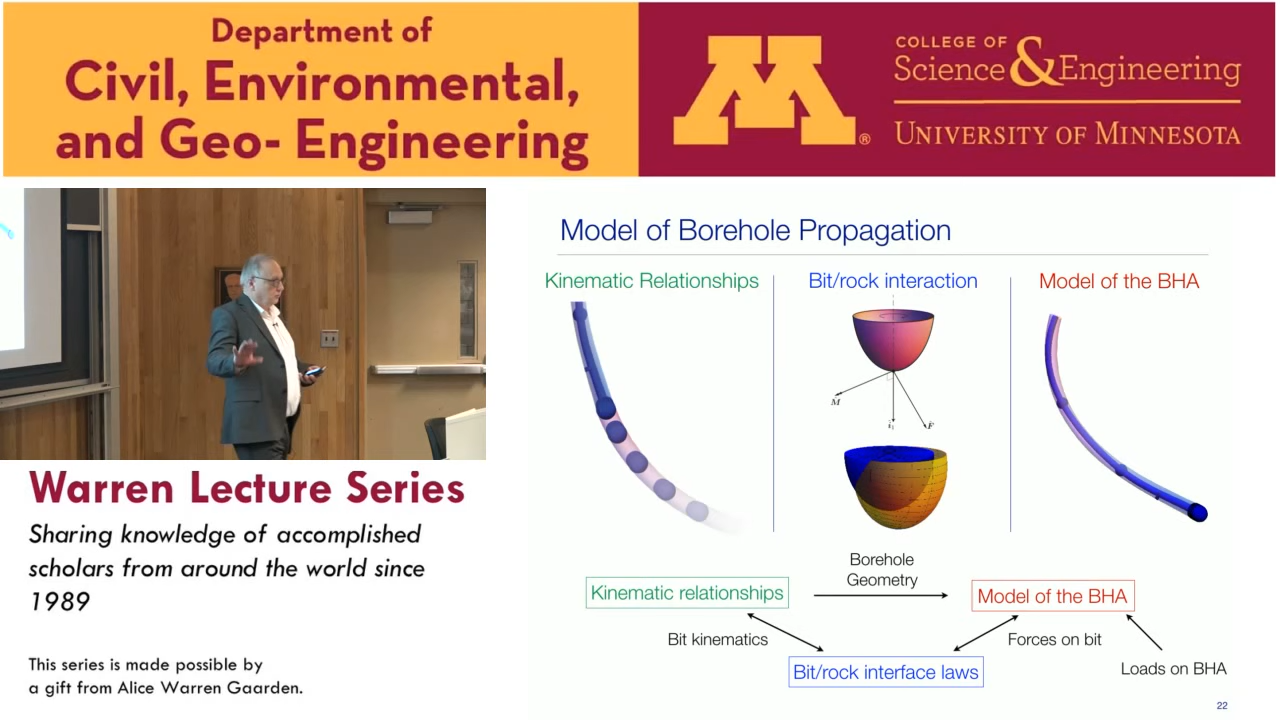 Department of
Civil, Environmental,
and Geo- Engineering
M
®
COLLEGE OF
Science & Engineering
UNIVERSITY OF MINNESOTA
Warren Lecture Series
Sharing knowledge of accomplished
scholars from around the world since
1989
This series is made possible by
a gift from Alice Warren Gaarden.
Model of Borehole Propagation
Kinematic Relationships
Bit/rock interaction
Model of the BHA
M
F
Borehole
Geometry
Kinematic relationships
Model of the BHA
Bit kinematics
Forces on bit
Bit/rock interface laws
Loads on BHA
22